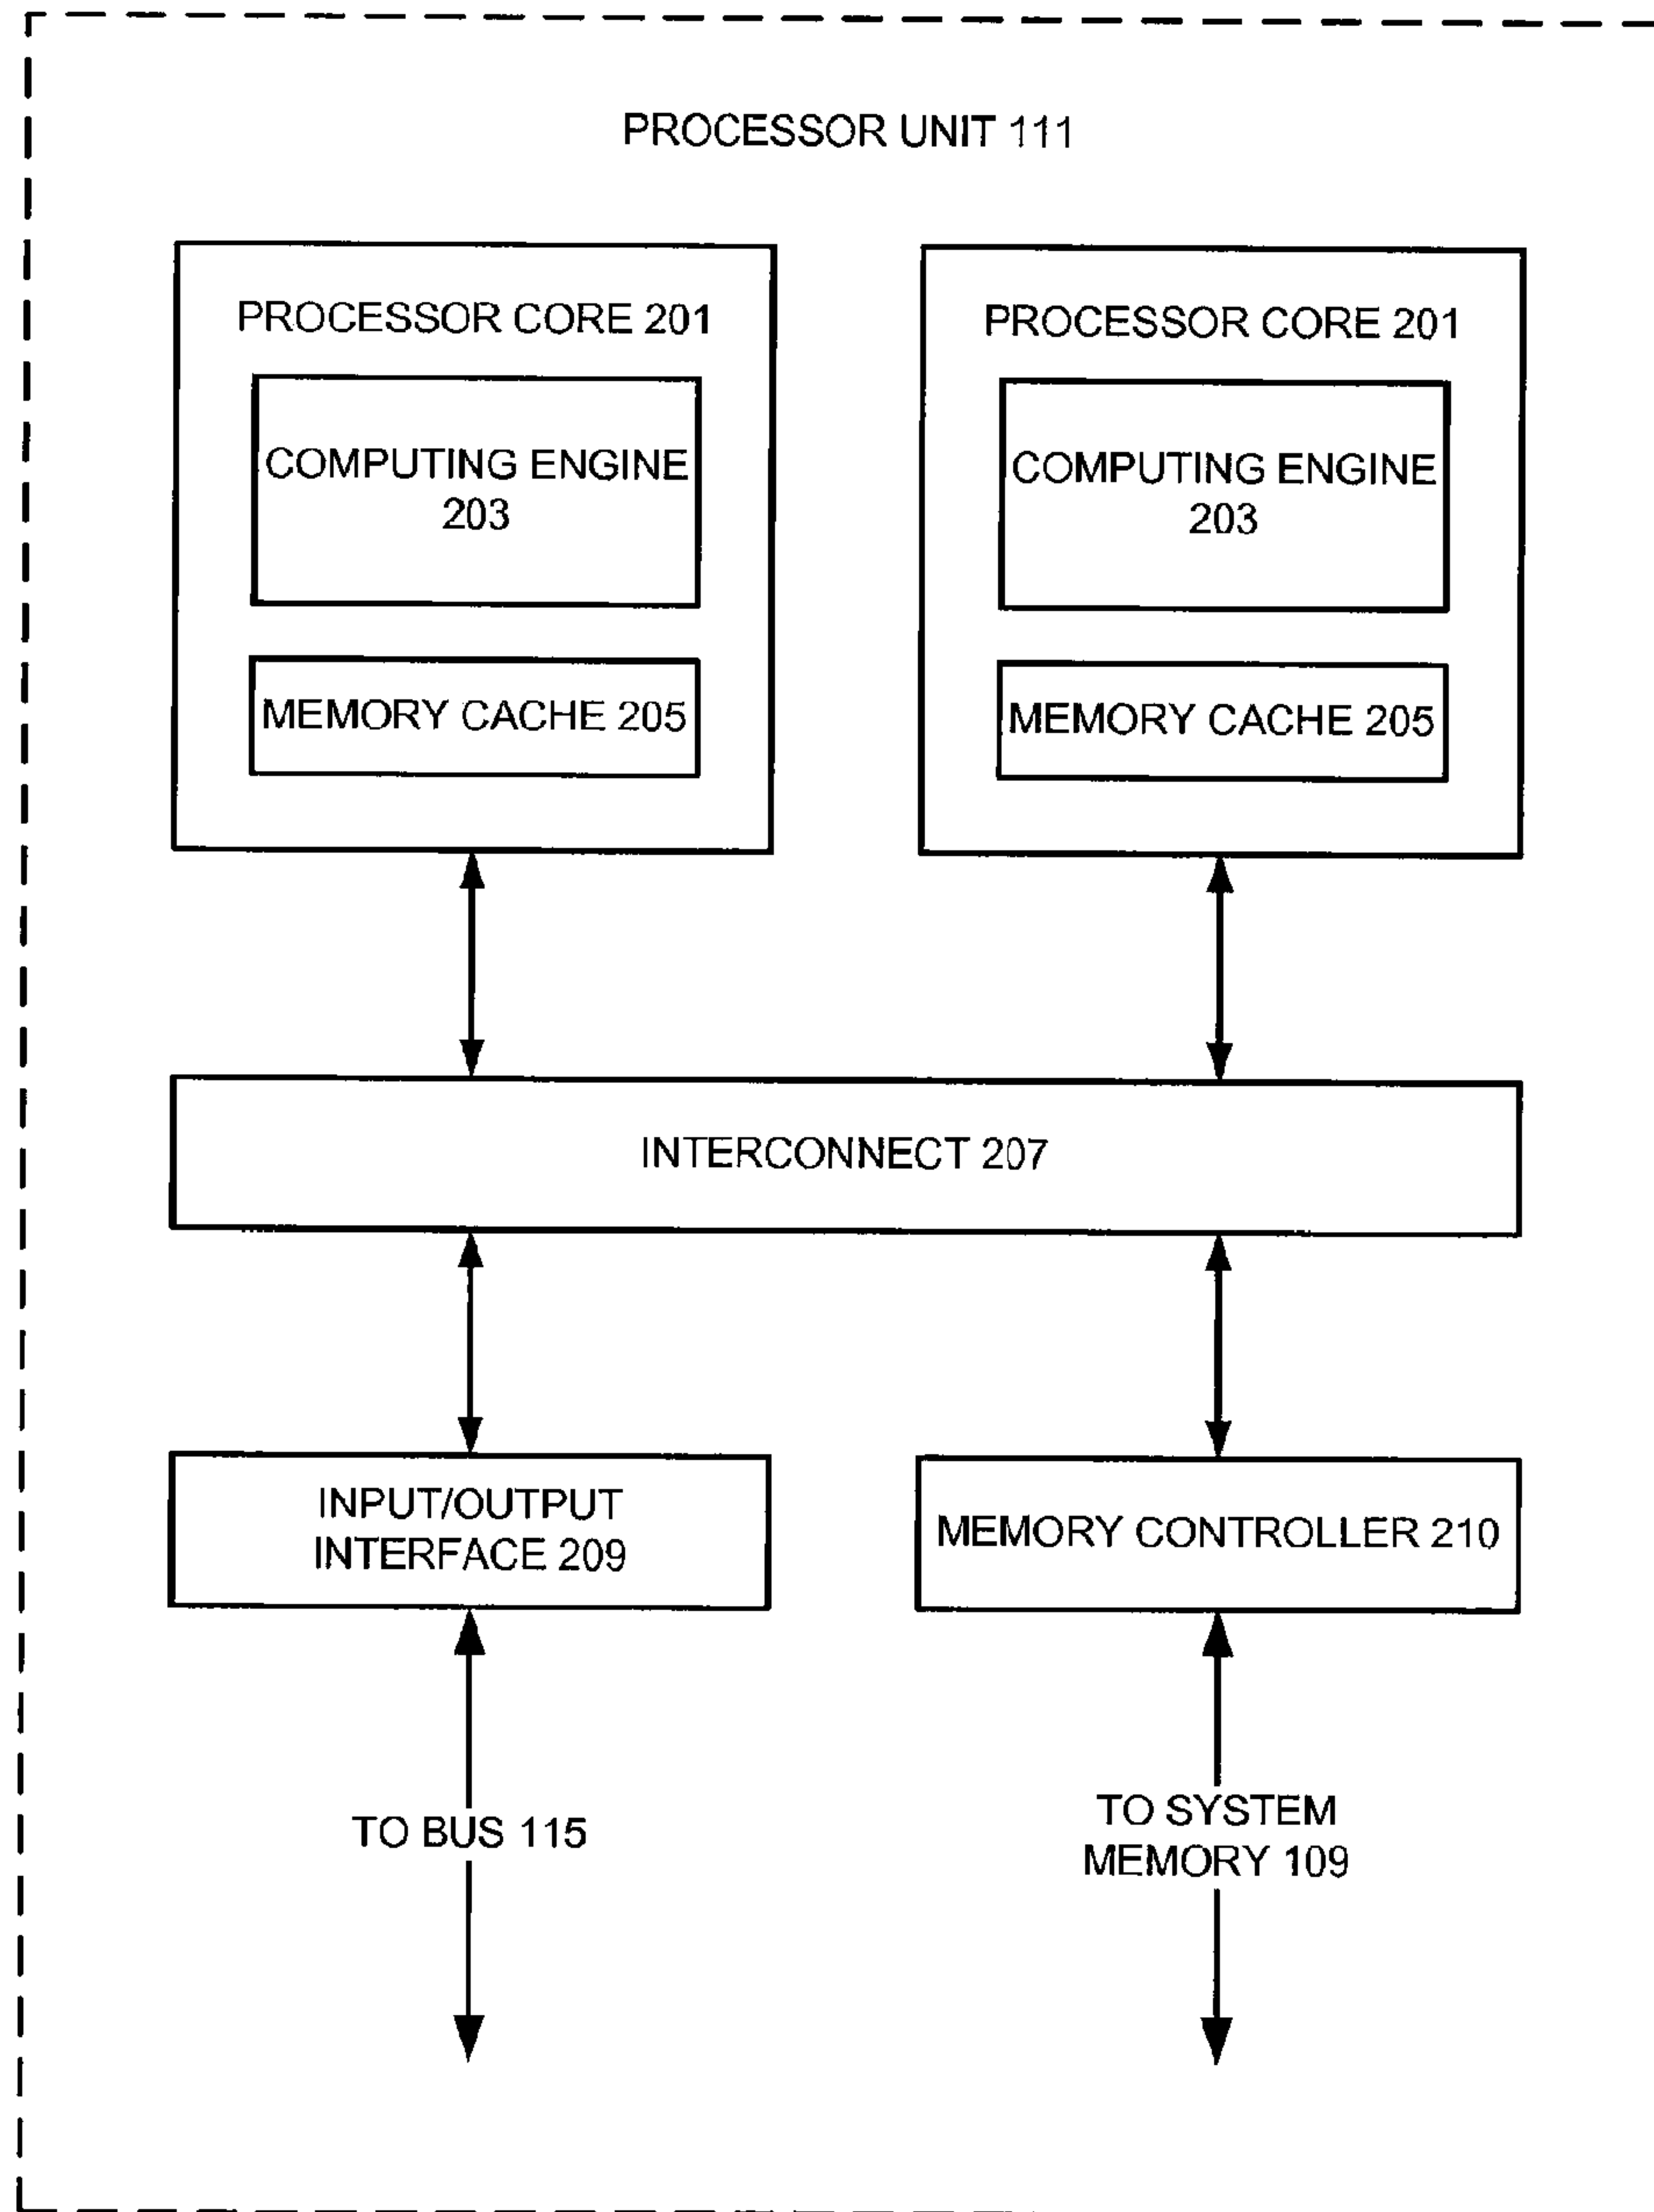 PROCESSOR UNIT 111
PROCESSOR CORE 201
COMPUTING ENGINE
203
MEMORY CACHE 205
PROCESSOR CORE 201
COMPUTING ENGINE
203
MEMORY CACHE 205
INTERCONNECT 207
INPUT/OUTPUT
INTERFACE 209
MEMORY CONTROLLER 210
TO BUS 115
TO SYSTEM
MEMORY 109